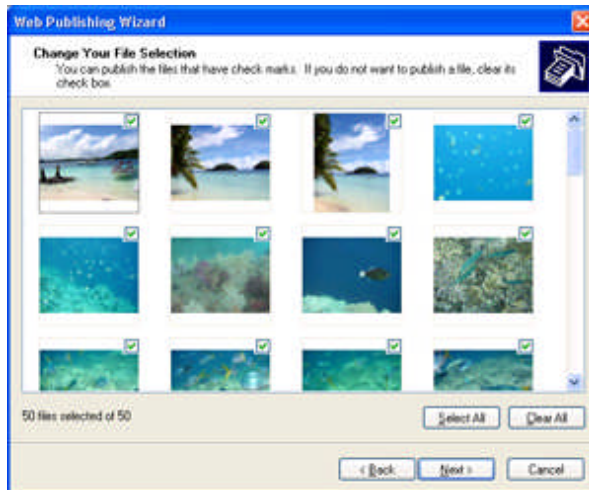 Web Publishing Wizard
Change Your File Selection
You can publish the files that have check marks. If you do not want to publish a file, clear its
check box.
50 files selected of 50
Select All
Clear All
< Back
Next >
Cancel